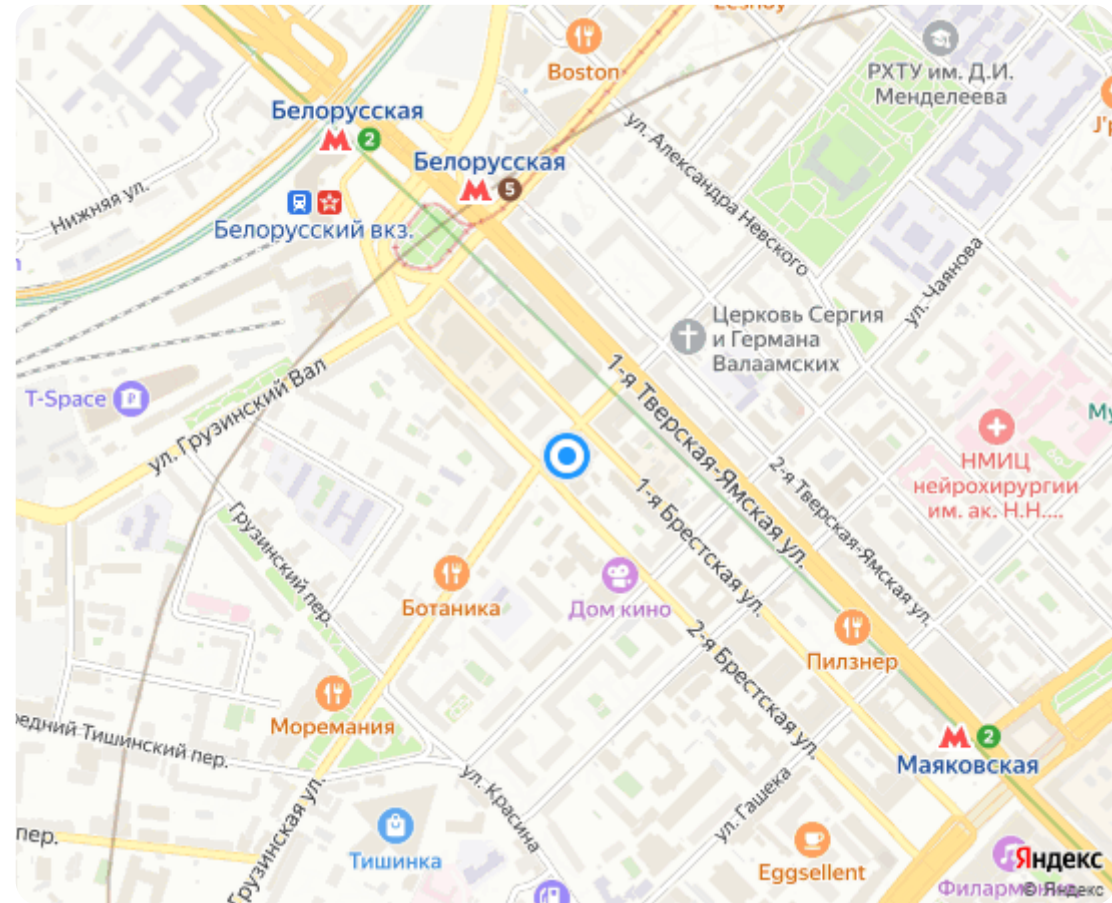 Boston
РХТУ им. Д.И.
Менделеева
Белорусская
2
Белорусская
5
ул. Александра Невского
Нижняя ул.
Белорусский вкз.
ул. Чаянова
Церковь Сергия
и Германа
Валаамских
1-я Тверская-Ямская ул.
T-Space
P
ул. Грузинский Вал
НМИЦ
нейрохирургии
им. ак. Н.Н....
2-я Тверская-Ямская ул.
1-я Брестская ул.
Грузинский пер.
Ботаника
Дом кино
Пилзнер
2-я Брестская ул.
Моремания
2
Маяковская
Тишинский пер.
ул. Красина
ул. Гашека
пер.
Грузинская ул.
Тишинка
Eggsellent
Яндекс
© Яндекс